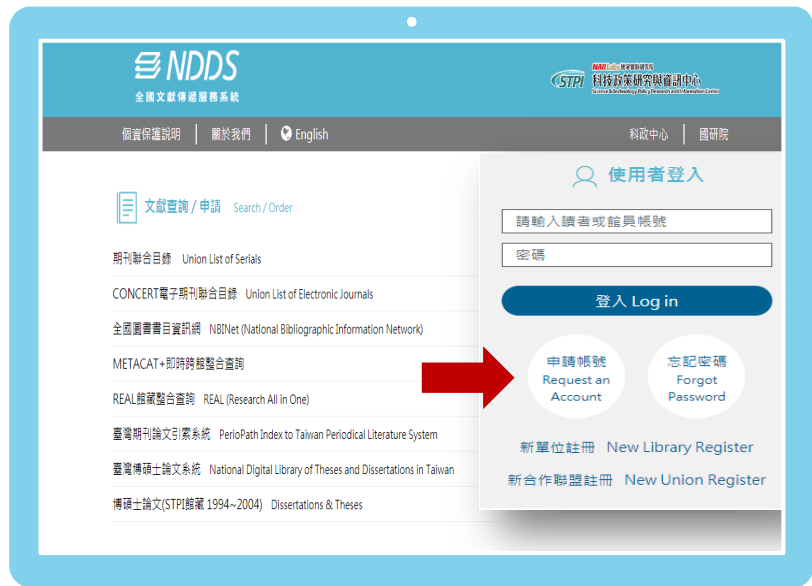 NDDS
全國文獻傳遞服務系統
NARLabs 國家實驗研究院
STPI 科技政策研究與資訊中心
Science & Technology Policy Research and Information Center
個資保護說明 關於我們 English 科政中心 國研院
文獻查詢 / 申請 Search / Order
期刊聯合目錄 Union List of Serials
CONCERT電子期刊聯合目錄 Union List of Electronic Journals
全國圖書書目資訊網 NBINet (National Bibliographic Information Network)
METACAT+即時跨館整合查詢
REAL館藏整合查詢 REAL (Research All in One)
臺灣期刊論文引索系統 PerioPath Index to Taiwan Periodical Literature System
臺灣博碩士論文系統 National Digital Library of Theses and Dissertations in Taiwan
博碩士論文(STPI館藏 1994~2004) Dissertations & Theses
使用者登入
請輸入讀者或館員帳號
密碼
登入 Log in
申請帳號
Request an
Account
忘記密碼
Forgot
Password
新單位註冊 New Library Register
新合作聯盟註冊 New Union Register